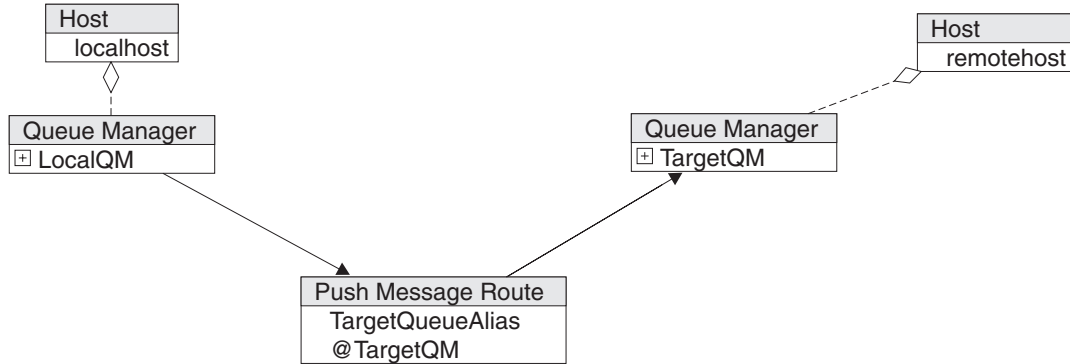 Host
localhost
Host
remotehost
Queue Manager
LocalQM
Queue Manager
TargetQM
Push Message Route
TargetQueueAlias
@TargetQM